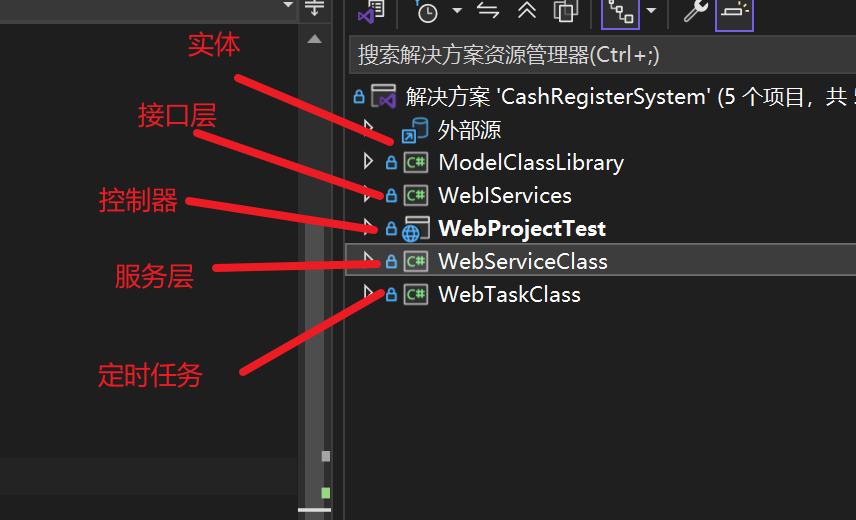 实体
搜索解决方案资源管理器(Ctrl+;)
接口层
解决方案 'CashRegisterSystem' (5 个项目，共 5
外部源
ModelClassLibrary
控制器
WebIServices
WebProjectTest
服务层
WebServiceClass
WebTaskClass
定时任务